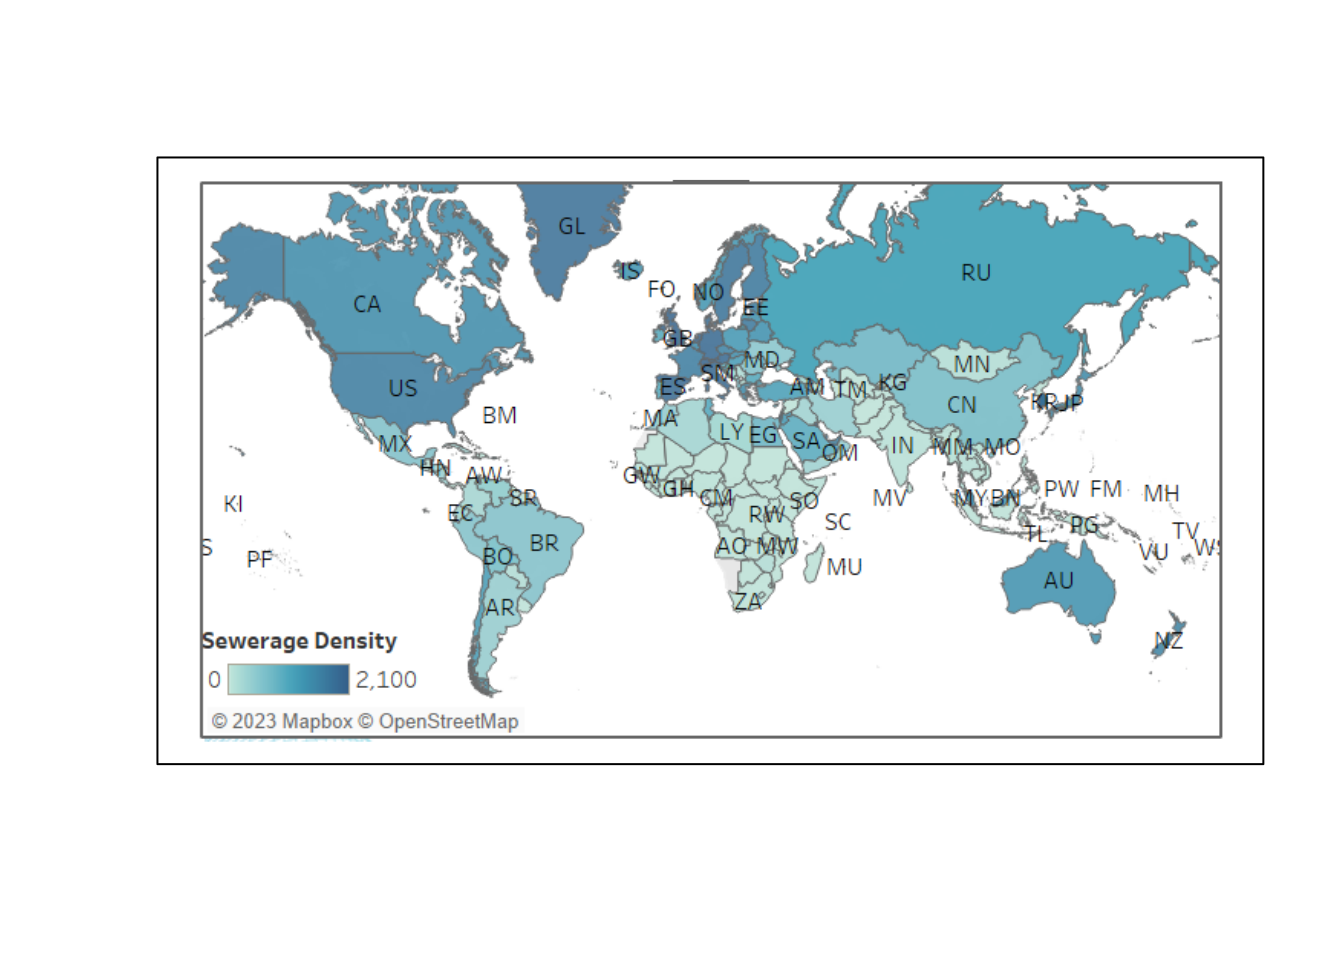 GL
IS
RU
CA
FO
NO
EE
GB
MD
SM
MN
US
ES
AM
TM
KG
CN
KR
JP
BM
MA
MX
LY
EG
SA
OM
IN
MM
MO
HN
AW
GW
GH
CM
SO
MV
MY
BN
PW
FM
MH
KI
SR
EC
RW
SC
TL
PG
TV
S
PF
BO
BR
AO
MW
MU
VU
WS
AU
AR
ZA
NZ
Sewerage Density
0 2,100
© 2023 Mapbox © OpenStreetMap